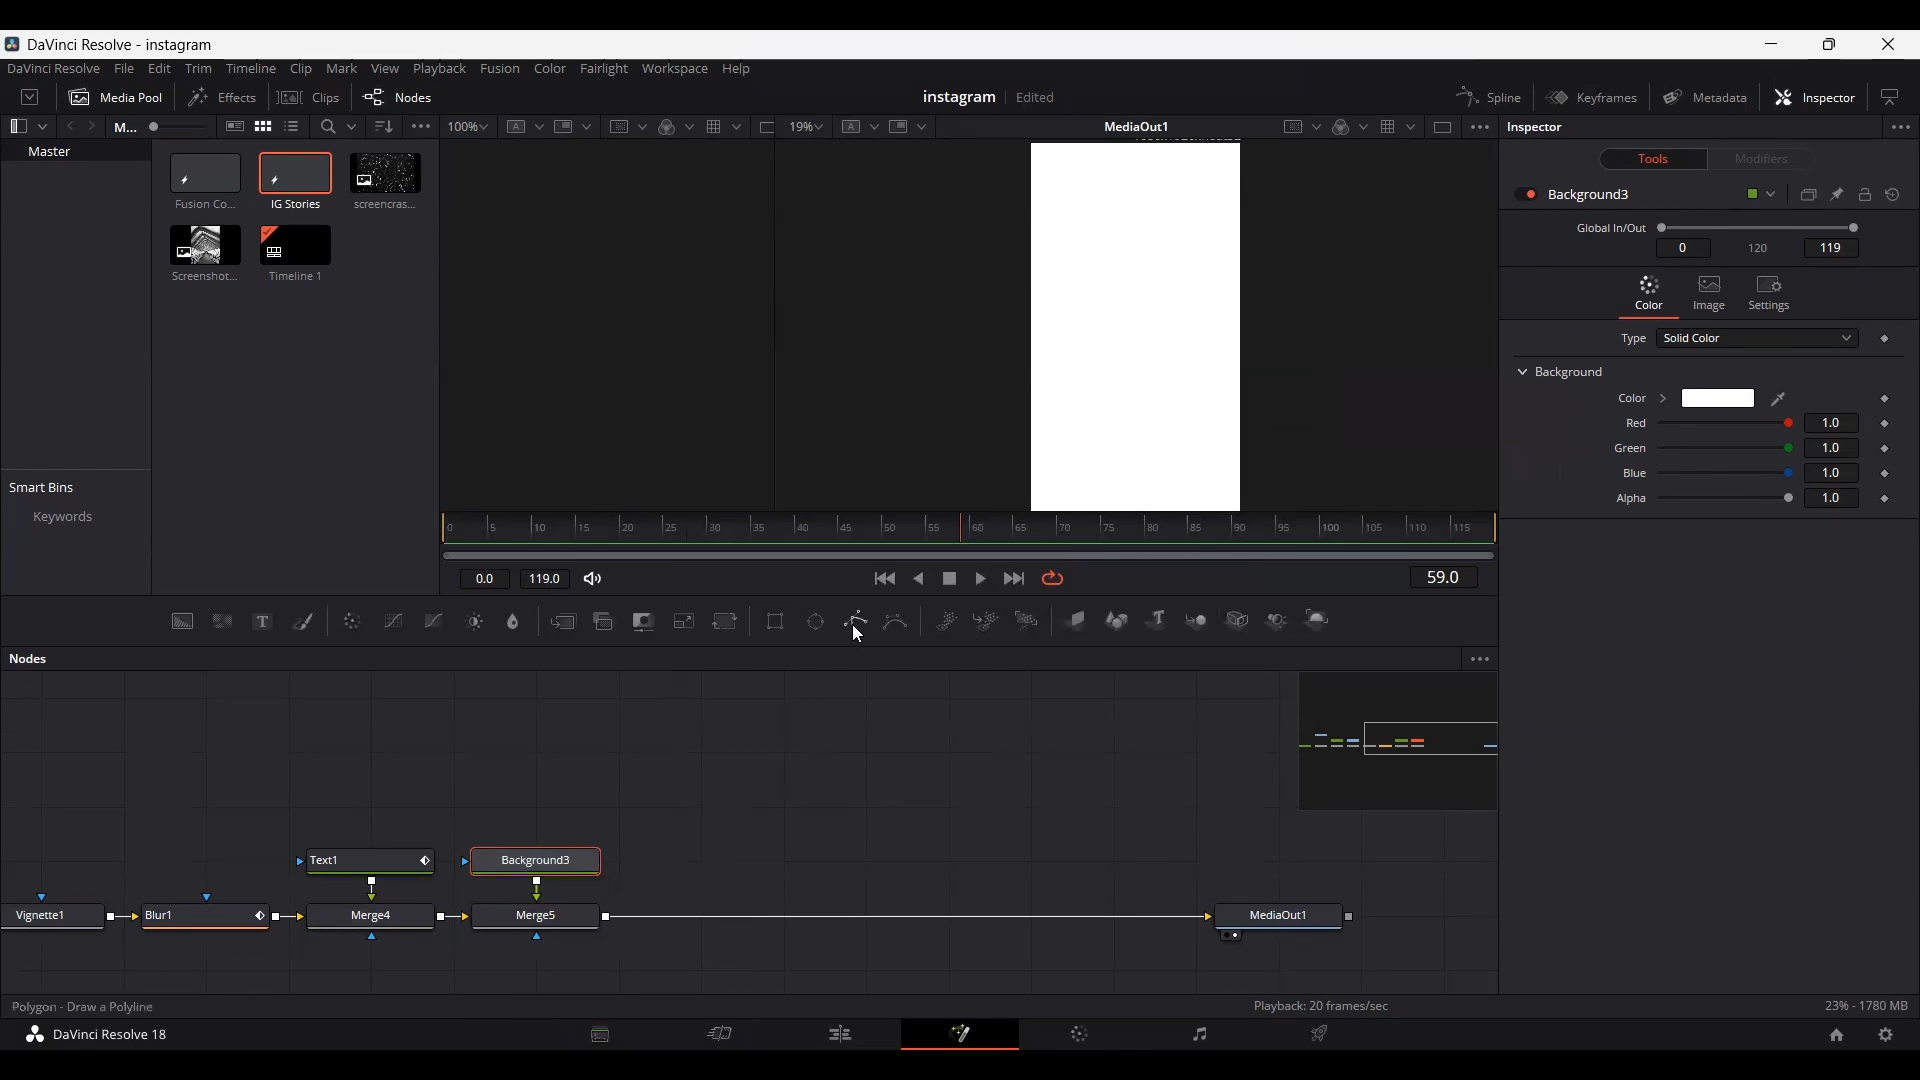 DaVinci Resolve - instagram
DaVinci Resolve File Edit Trim Timeline Clip Mark View Playback Fusion Color Fairlight Workspace Help
Media Pool Effects Clips Nodes instagram Edited Spline Keyframes Metadata Inspector
M... 100% 19% MediaOut1 Inspector
Master
Tools Modifiers
Fusion Co... IG Stories screencras...
Background3
Global In/Out
0 120 119
Screenshot... Timeline 1
Color Image Settings
Type Solid Color
Background
Color
Red 1.0
Green 1.0
Blue 1.0
Alpha 1.0
Smart Bins
Keywords
0 5 10 15 20 25 30 35 40 45 50 55 60 65 70 75 80 85 90 95 100 105 110 115
0.0 119.0 59.0
Nodes
Text1 Background3
Vignette1 Blur1 Merge4 Merge5 MediaOut1
Polygon - Draw a Polyline Playback: 20 frames/sec 23% - 1780 MB
DaVinci Resolve 18